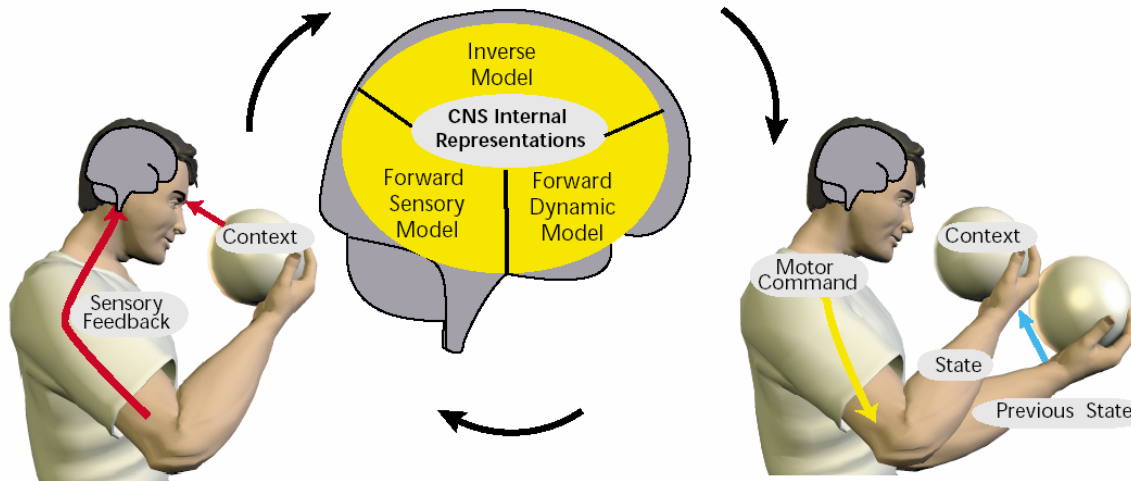 Inverse
Model
CNS Internal
Representations
Forward
Sensory
Model
Forward
Dynamic
Model
Context
Sensory
Feedback
Context
Motor
Command
State
Previous State